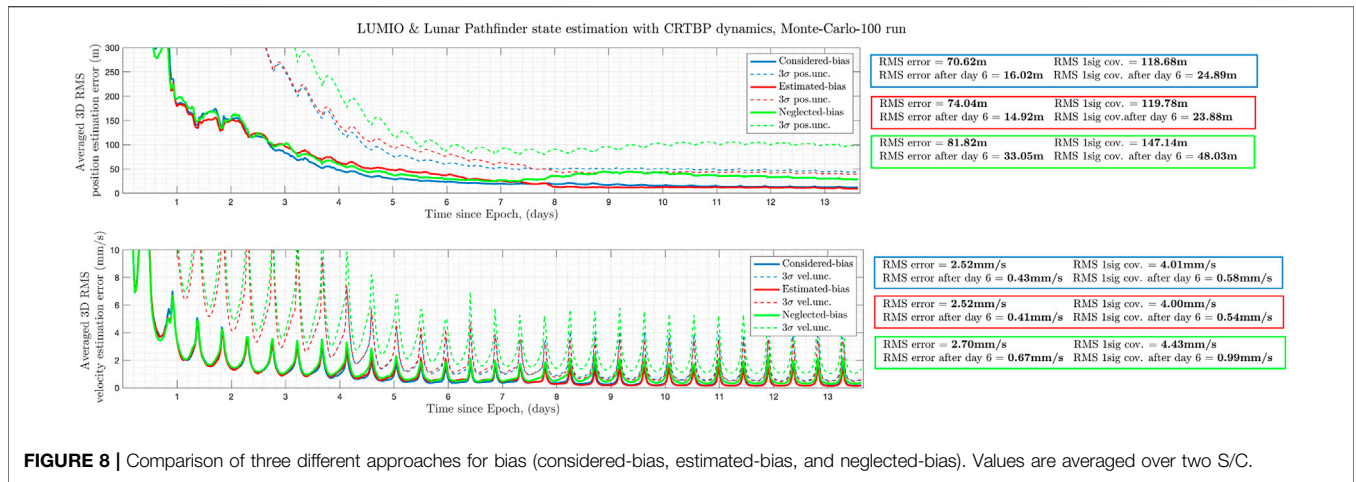 LUMIO & Lunar Pathfinder state estimation with CRTBP dynamics, Monte-Carlo-100 run
Averaged 3D RMS
position estimation error (m)
300
250
200
150
100
50
0
1 2 3 4 5 6 7 8 9 10 11 12 13
Time since Epoch, (days)
Considered-bias
3σ pos.unc.
Estimated-bias
3σ pos.unc.
Neglected-bias
3σ pos.unc.
RMS error = 70.62m RMS 1sig cov. = 118.68m
RMS error after day 6 = 16.02m RMS 1sig cov. after day 6 = 24.89m
RMS error = 74.04m RMS 1sig cov. = 119.78m
RMS error after day 6 = 14.92m RMS 1sig cov.after day 6 = 23.88m
RMS error = 81.82m RMS 1sig cov. = 147.14m
RMS error after day 6 = 33.05m RMS 1sig cov. after day 6 = 48.03m
Averaged 3D RMS
velocity estimation error (mm/s)
10
8
6
4
2
0
1 2 3 4 5 6 7 8 9 10 11 12 13
Time since Epoch, (days)
Considered-bias
3σ vel.unc.
Estimated-bias
3σ vel.unc.
Neglected-bias
3σ vel.unc.
RMS error = 2.52mm/s RMS 1sig cov. = 4.01mm/s
RMS error after day 6 = 0.43mm/s RMS 1sig cov. after day 6 = 0.58mm/s
RMS error = 2.52mm/s RMS 1sig cov. = 4.00mm/s
RMS error after day 6 = 0.41mm/s RMS 1sig cov. after day 6 = 0.54mm/s
RMS error = 2.70mm/s RMS 1sig cov. = 4.43mm/s
RMS error after day 6 = 0.67mm/s RMS 1sig cov. after day 6 = 0.99mm/s
FIGURE 8 | Comparison of three different approaches for bias (considered-bias, estimated-bias, and neglected-bias). Values are averaged over two S/C.